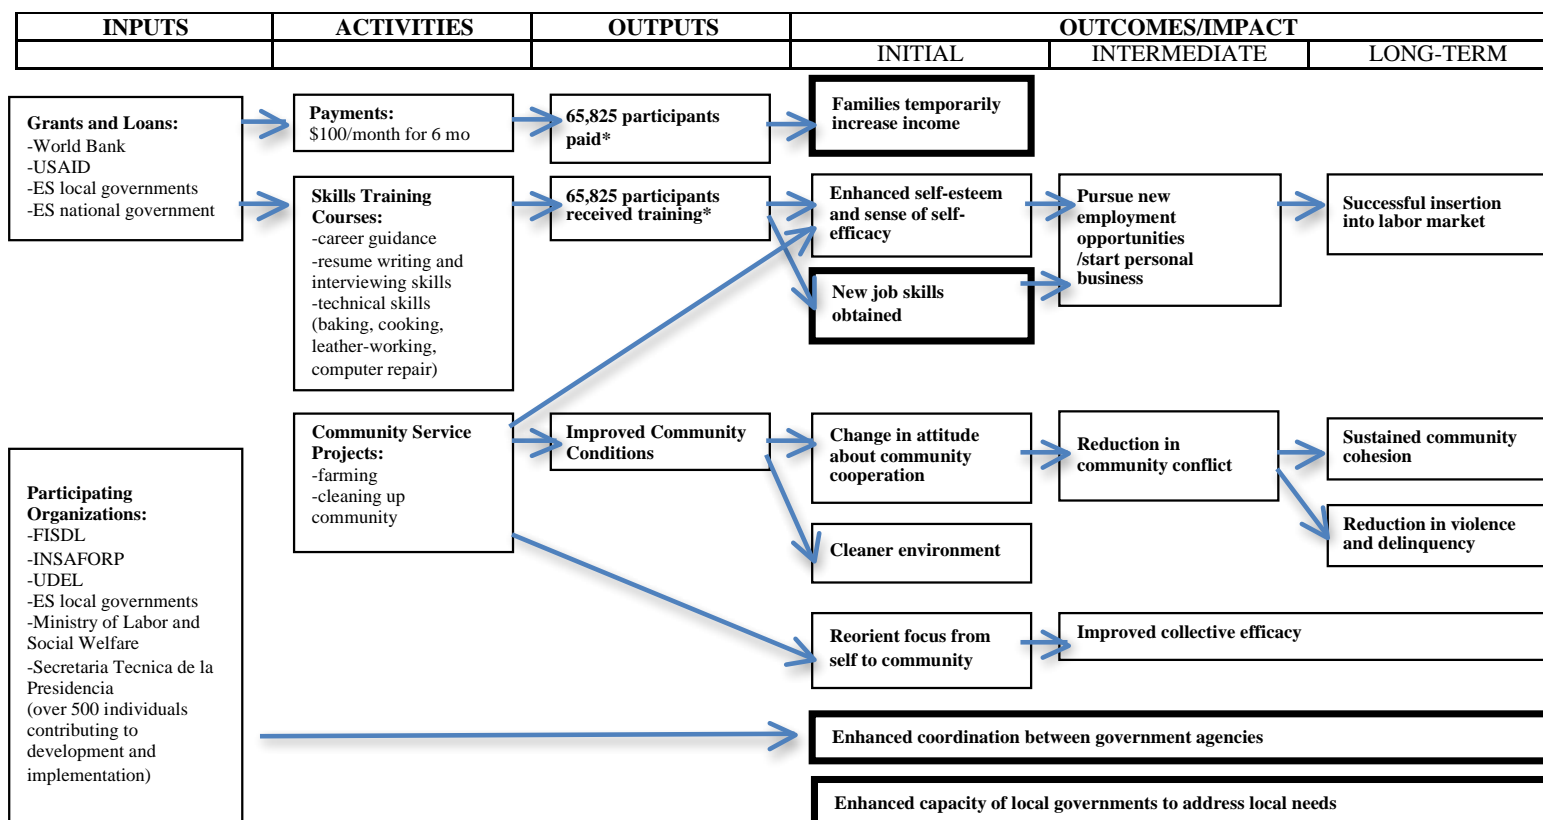 INPUTS
ACTIVITIES
OUTPUTS
OUTCOMES/IMPACT
INITIAL
INTERMEDIATE
LONG-TERM
Grants and Loans:
-World Bank
-USAID
-ES local governments
-ES national government
Payments:
$100/month for 6 mo
65,825 participants
paid*
Families temporarily
increase income
Skills Training
Courses:
-career guidance
-resume writing and
interviewing skills
-technical skills
(baking, cooking,
leather-working,
computer repair)
65,825 participants
received training*
Enhanced self-esteem
and sense of self-
efficacy
New job skills
obtained
Pursue new
employment
opportunities
/start personal
business
Successful insertion
into labor market
Participating
Organizations:
-FISDL
-INSAFORP
-UDEL
-ES local governments
-Ministry of Labor and
Social Welfare
-Secretaria Tecnica de la
Presidencia
(over 500 individuals
contributing to
development and
implementation)
Community Service
Projects:
-farming
-cleaning up
community
Improved Community
Conditions
Change in attitude
about community
cooperation
Reduction in
community conflict
Sustained community
cohesion
Reduction in violence
and delinquency
Cleaner environment
Reorient focus from
self to community
Improved collective efficacy
Enhanced coordination between government agencies
Enhanced capacity of local governments to address local needs